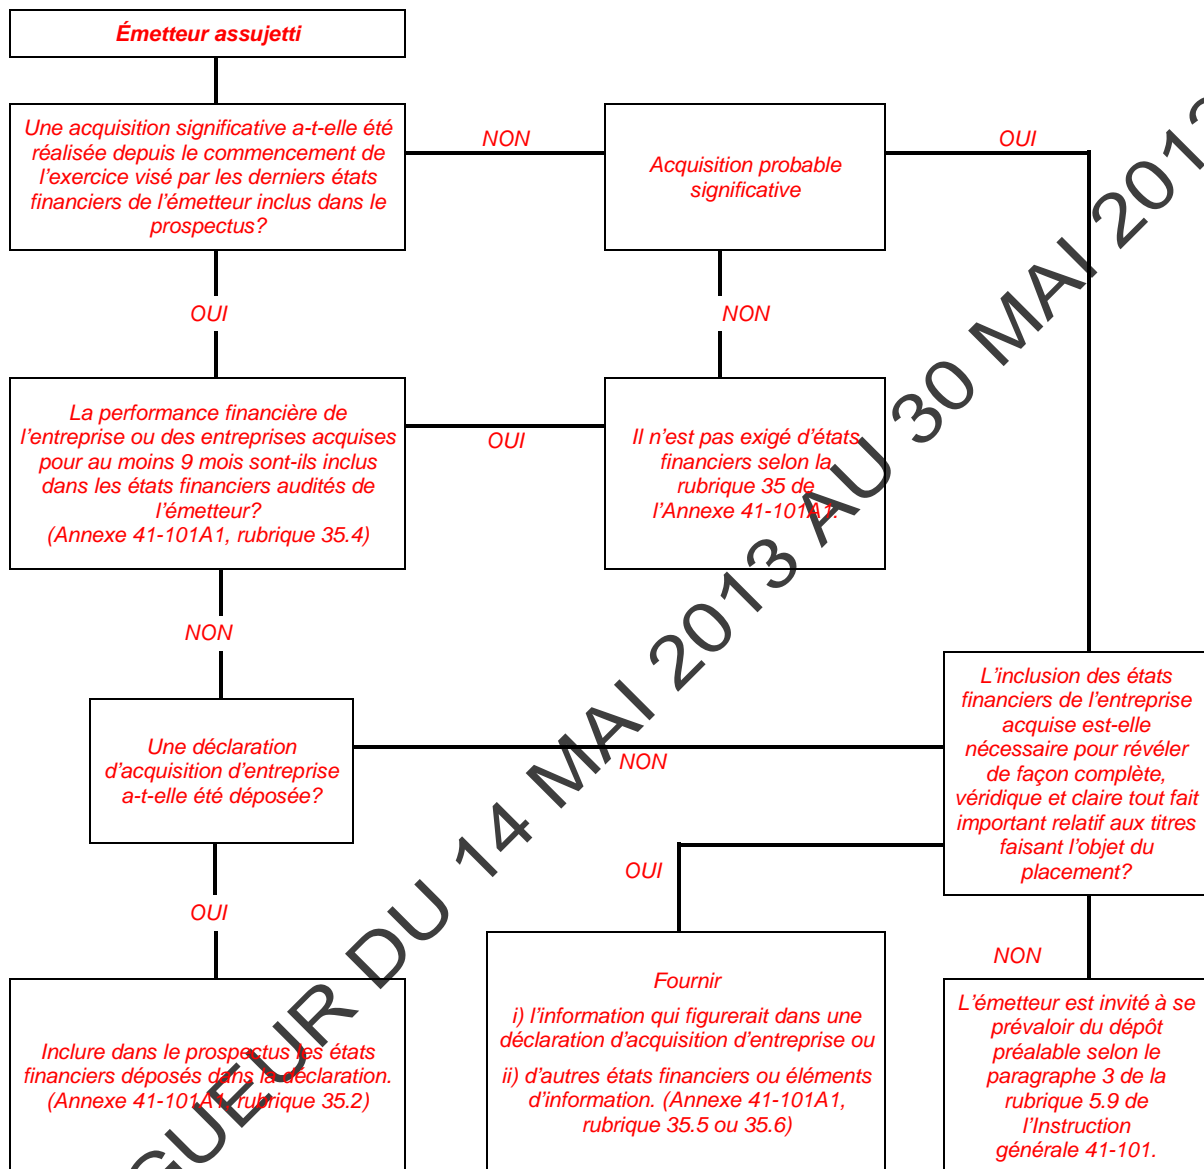 Émetteur assujetti
Une acquisition significative a-t-elle été
réalisée depuis le commencement de
l'exercice visé par les derniers états
financiers de l'émetteur inclus dans le
prospectus?
NON
Acquisition probable
significative
OUI
OUI
NON
La performance financière de
l'entreprise ou des entreprises acquises
pour au moins 9 mois sont-ils inclus
dans les états financiers audités de
l'émetteur?
(Annexe 41-101A1, rubrique 35.4)
OUI
Il n'est pas exigé d'états
financiers selon la
rubrique 35 de
l'Annexe 41-101A1.
NON
Une déclaration
d'acquisition d'entreprise
a-t-elle été déposée?
NON
L'inclusion des états
financiers de l'entreprise
acquise est-elle
nécessaire pour révéler
de façon complète,
véridique et claire tout fait
important relatif aux titres
faisant l'objet du
placement?
OUI
OUI
NON
Inclure dans le prospectus les états
financiers déposés dans la déclaration.
(Annexe 41-101A1, rubrique 35.2)
Fournir
i) l'information qui figurerait dans une
déclaration d'acquisition d'entreprise ou
ii) d'autres états financiers ou éléments
d'information. (Annexe 41-101A1,
rubrique 35.5 ou 35.6)
L'émetteur est invité à se
prévaloir du dépôt
préalable selon le
paragraphe 3 de la
rubrique 5.9 de
l'Instruction
générale 41-101.
GUEUR DU 14 MAI 2013 AU 30 MAI 2013